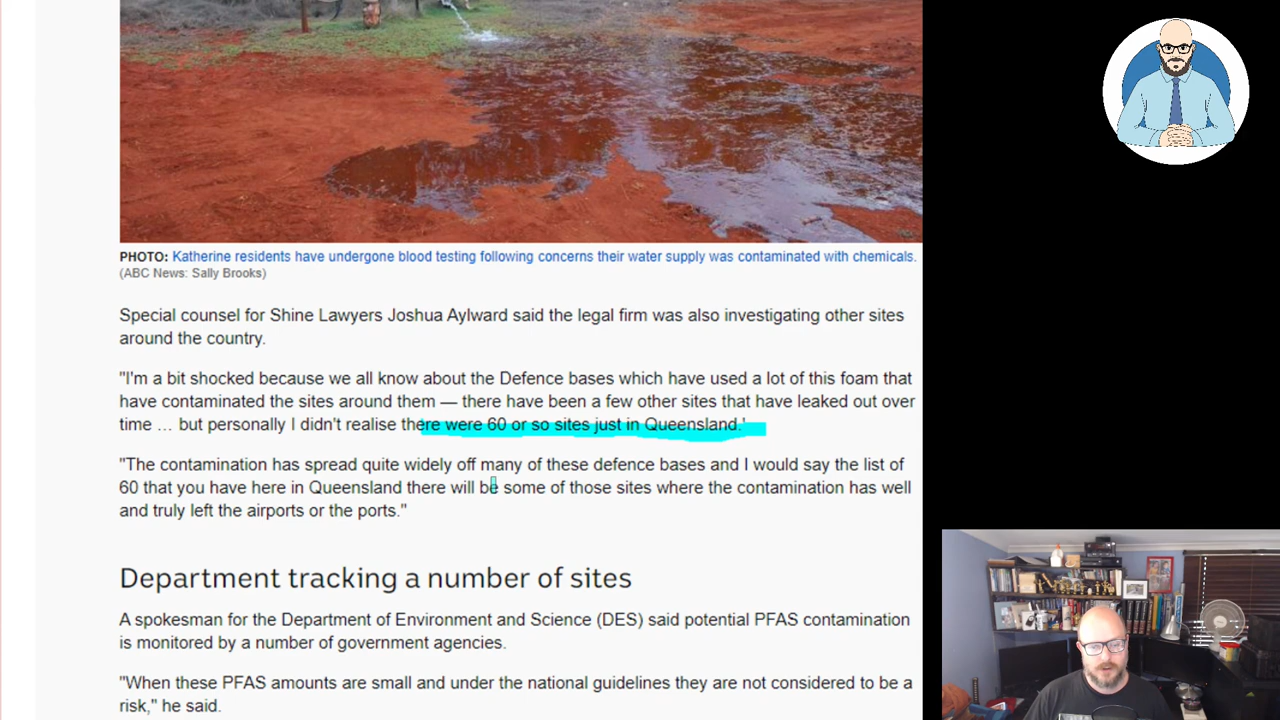 PHOTO: Katherine residents have undergone blood testing following concerns their water supply was contaminated with chemicals.
(ABC News: Sally Brooks)
Special counsel for Shine Lawyers Joshua Aylward said the legal firm was also investigating other sites
around the country.
"I'm a bit shocked because we all know about the Defence bases which have used a lot of this foam that
have contaminated the sites around them — there have been a few other sites that have leaked out over
time ... but personally I didn't realise there were 60 or so sites just in Queensland.'
"The contamination has spread quite widely off many of these defence bases and I would say the list of
60 that you have here in Queensland there will be some of those sites where the contamination has well
and truly left the airports or the ports."
Department tracking a number of sites
A spokesman for the Department of Environment and Science (DES) said potential PFAS contamination
is monitored by a number of government agencies.
"When these PFAS amounts are small and under the national guidelines they are not considered to be a
risk," he said.